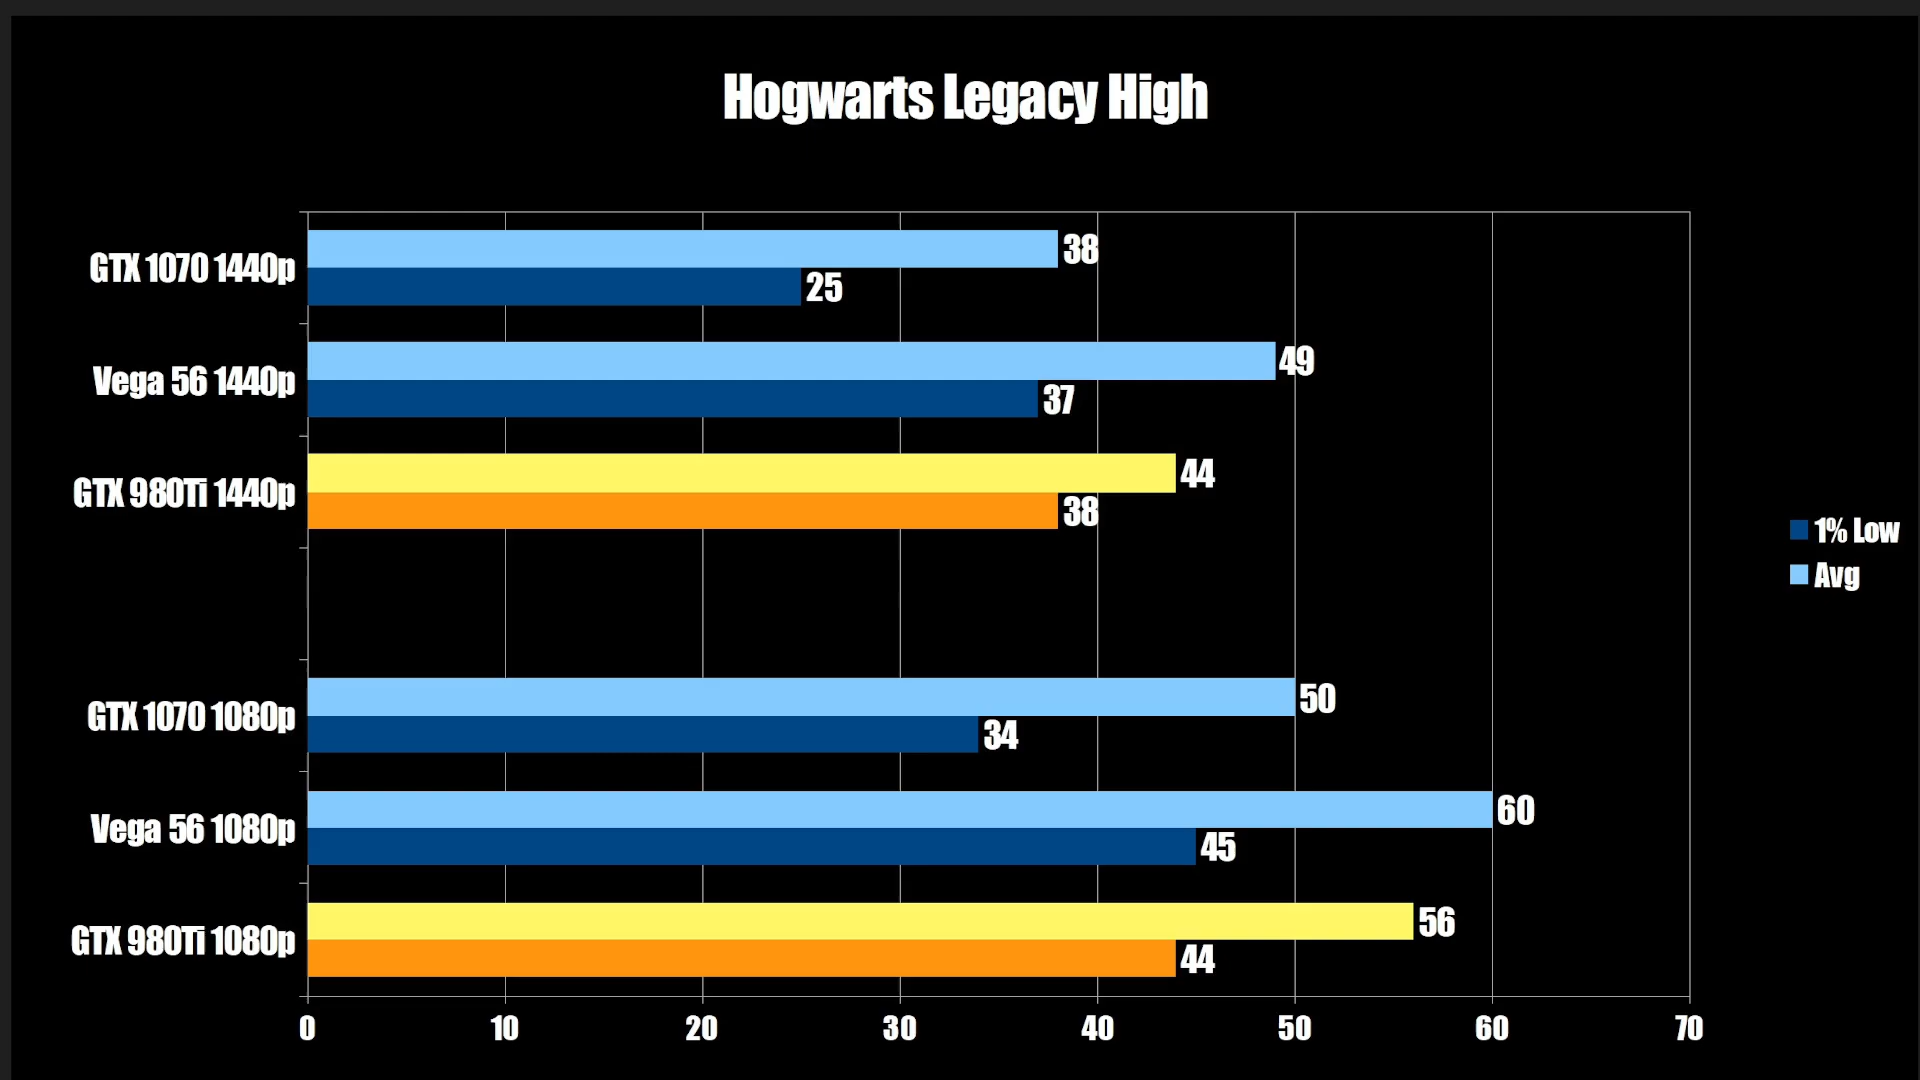 Hogwarts Legacy High
GTX 1070 1440p
38
25
Vega 56 1440p
49
37
GTX 980Ti 1440p
44
38
1% Low
Avg
GTX 1070 1080p
50
34
Vega 56 1080p
60
45
GTX 980Ti 1080p
56
44
0 10 20 30 40 50 60 70